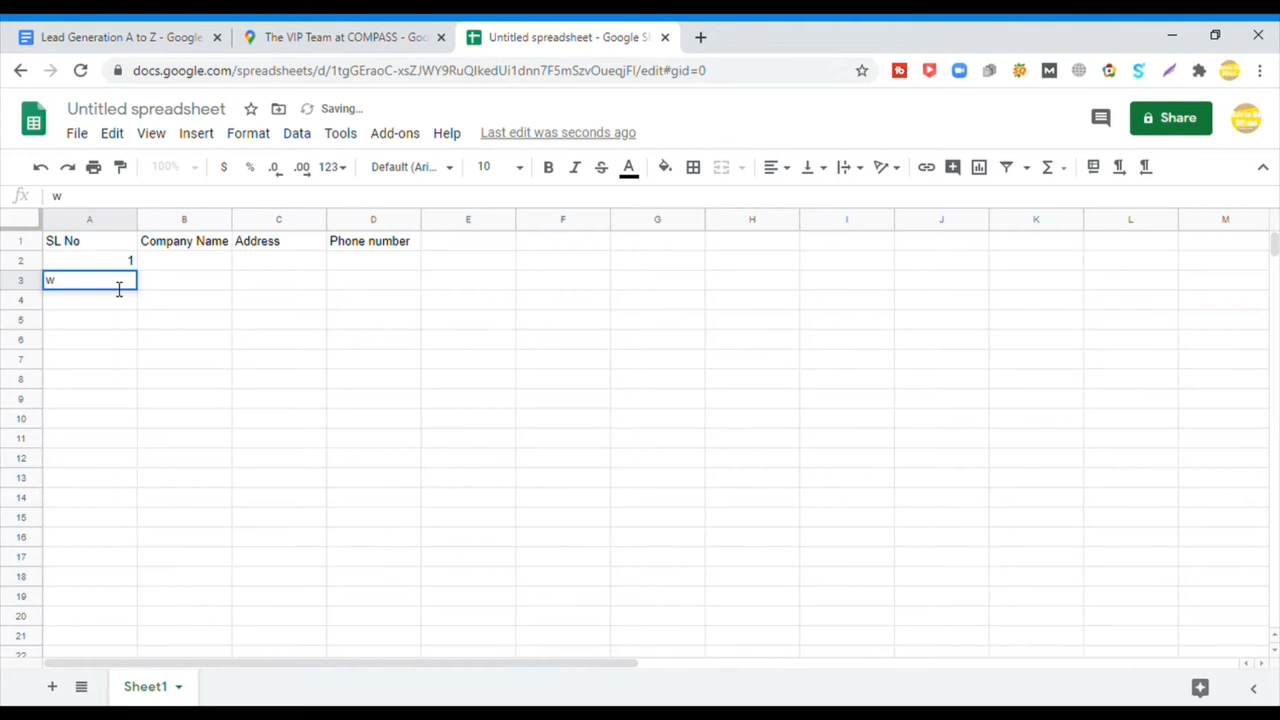 Lead Generation A to Z - Google
The VIP Team at COMPASS - Goo
Untitled spreadsheet - Google S
docs.google.com/spreadsheets/d/1tgGEraoC-xsZJWY9RuQIkedUi1dnn7F5mSzvOueqjFI/edit#gid=0
Untitled spreadsheet Saving...
File Edit View Insert Format Data Tools Add-ons Help Last edit was seconds ago
Share
100% $ % .0 .00 123 Default (Ari... 10 B I S A
fx w
A B C D E F G H I J K L M
1 SL No Company Name Address Phone number
2 1
3 w
4
5
6
7
8
9
10
11
12
13
14
15
16
17
18
19
20
21
22
Sheet1